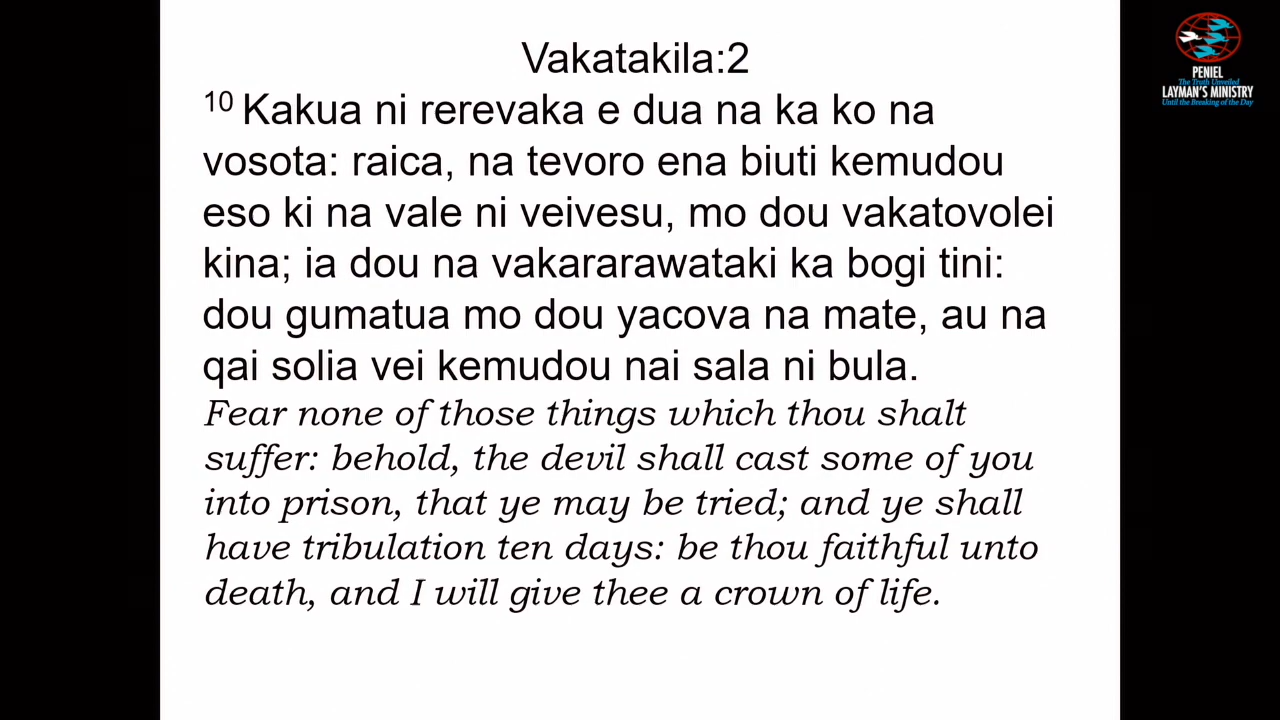 Vakatakila:2
10 Kakua ni rerevaka e dua na ka ko na
vosota: raica, na tevoro ena biuti kemudou
eso ki na vale ni veivesu, mo dou vakatovolei
kina; ia dou na vakararawataki ka bogi tini:
dou gumatua mo dou yacova na mate, au na
qai solia vei kemudou nai sala ni bula.
Fear none of those things which thou shalt
suffer: behold, the devil shall cast some of you
into prison, that ye may be tried; and ye shall
have tribulation ten days: be thou faithful unto
death, and I will give thee a crown of life.
PENIEL
The Truth Unveiled
LAYMAN'S MINISTRY
Until the Breaking of the Day